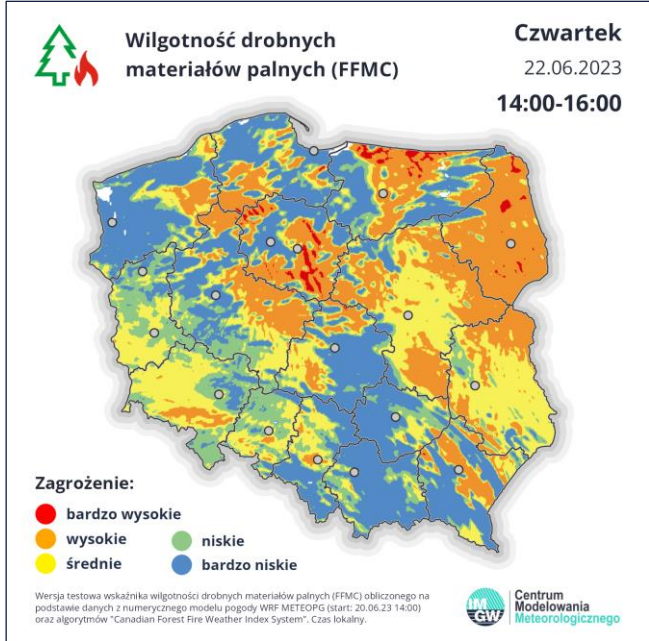 Wilgotność drobnych
materiałów palnych (FFMC)
Czwartek
22.06.2023
14:00-16:00
Zagrożenie:
bardzo wysokie
wysokie
średnie
niskie
bardzo niskie
Wersja testowa wskaźnika wilgotności drobnych materiałów palnych (FFMC) obliczonego na
podstawie danych z numerycznego modelu pogody WRF METEOPG (start: 20.06.23 14:00)
oraz algorytmów "Canadian Forest Fire Weather Index System". Czas lokalny.
IMGW
Centrum
Modelowania
Meteorologicznego